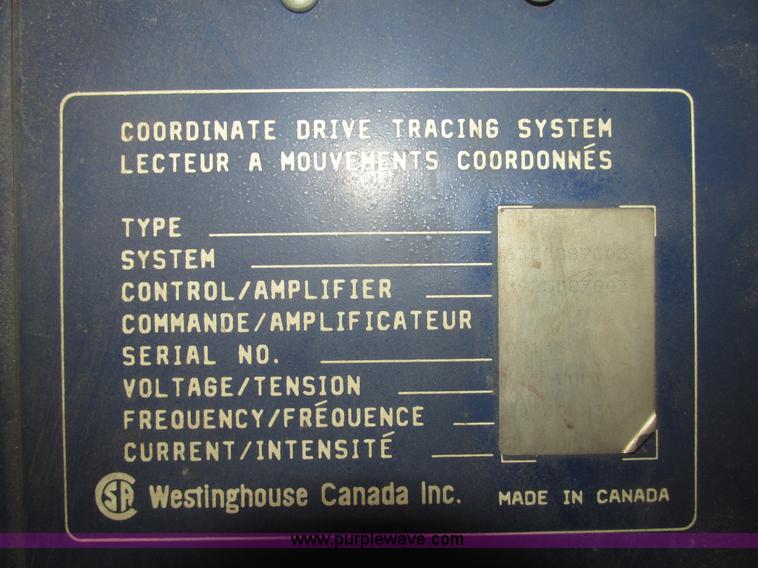 COORDINATE DRIVE TRACING SYSTEM
LECTEUR A MOUVEMENTS COORDONNÉS
TYPE
SYSTEM
CONTROL/AMPLIFIER
COMMANDE/AMPLIFICATEUR
SERIAL NO.
VOLTAGE/TENSION
FREQUENCY/FRÉQUENCE
CURRENT/INTENSITÉ
SA Westinghouse Canada Inc. MADE IN CANADA
www.purplewave.com